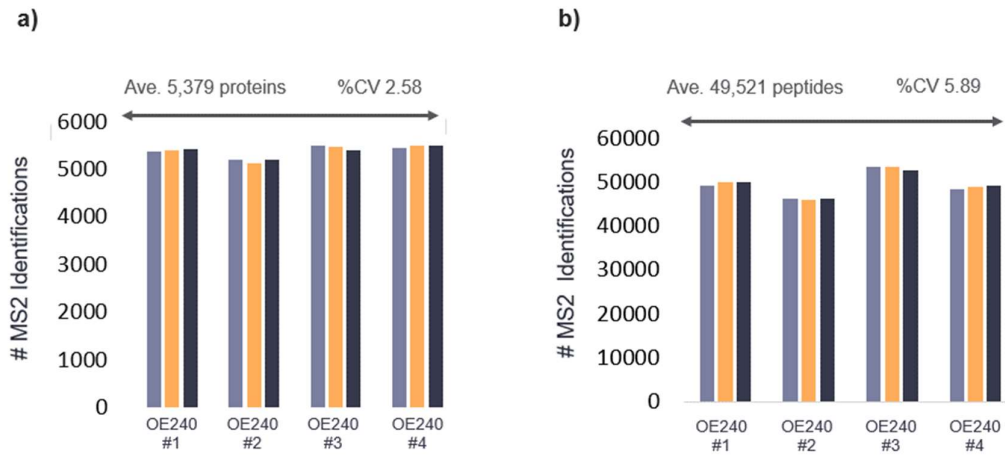 a)
Ave. 5,379 proteins %CV 2.58
# MS2 Identifications
6000
5000
4000
3000
2000
1000
0
OE240 OE240 OE240 OE240
#1 #2 #3 #4
b)
Ave. 49,521 peptides %CV 5.89
# MS2 Identifications
60000
50000
40000
30000
20000
10000
0
OE240 OE240 OE240 OE240
#1 #2 #3 #4